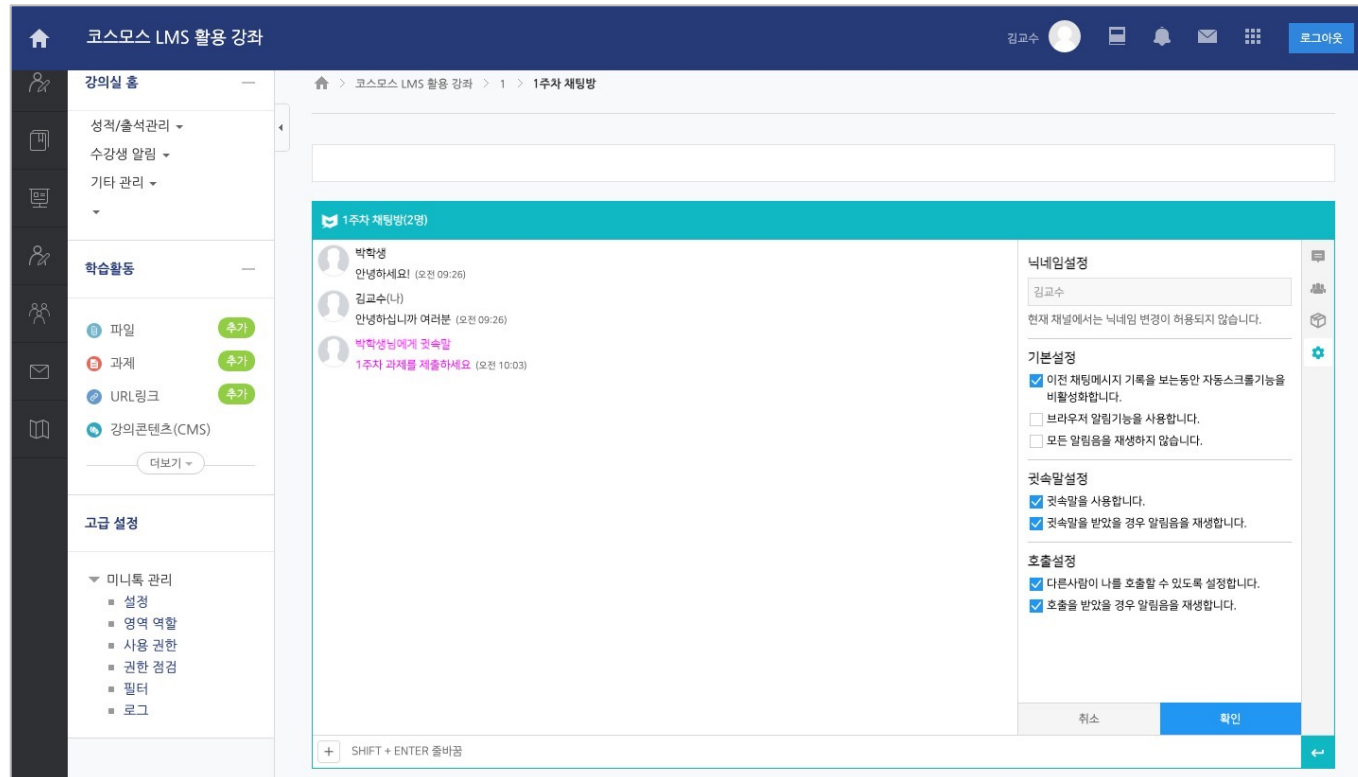 코스모스 LMS 활용 강좌
김교수
로그아웃
강의실 홈
성적/출석관리
수강생 알림
기타 관리
학습활동
파일 추가
과제 추가
URL링크 추가
강의콘텐츠(CMS)
더보기
고급 설정
미니톡 관리
설정
영역 역할
사용 권한
권한 점검
필터
로그
코스모스 LMS 활용 강좌 > 1 > 1주차 채팅방
1주차 채팅방(2명)
박학생
안녕하세요! (오전 09:26)
김교수(나)
안녕하십니까 여러분 (오전 09:26)
박학생님에게 귓속말
1주차 과제를 제출하세요 (오전 10:03)
닉네임설정
김교수
현재 채널에서는 닉네임 변경이 허용되지 않습니다.
기본설정
이전 채팅메시지 기록을 보는동안 자동스크롤기능을
비활성화합니다.
브라우저 알림기능을 사용합니다.
모든 알림음을 재생하지 않습니다.
귓속말설정
귓속말을 사용합니다.
귓속말을 받았을 경우 알림음을 재생합니다.
호출설정
다른사람이 나를 호출할 수 있도록 설정합니다.
호출을 받았을 경우 알림음을 재생합니다.
취소 확인
+ SHIFT + ENTER 줄바꿈